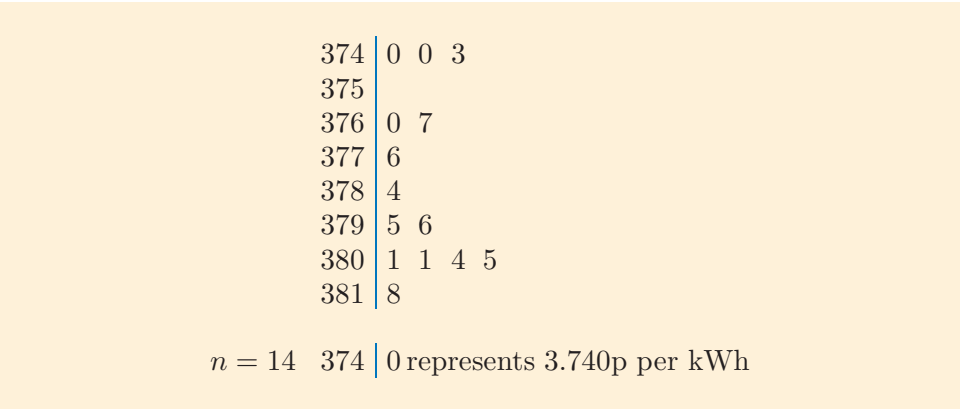 374 | 0 0 3
375 |
376 | 0 7
377 | 6
378 | 4
379 | 5 6
380 | 1 1 4 5
381 | 8
n = 14 374 | 0 represents 3.740p per kWh